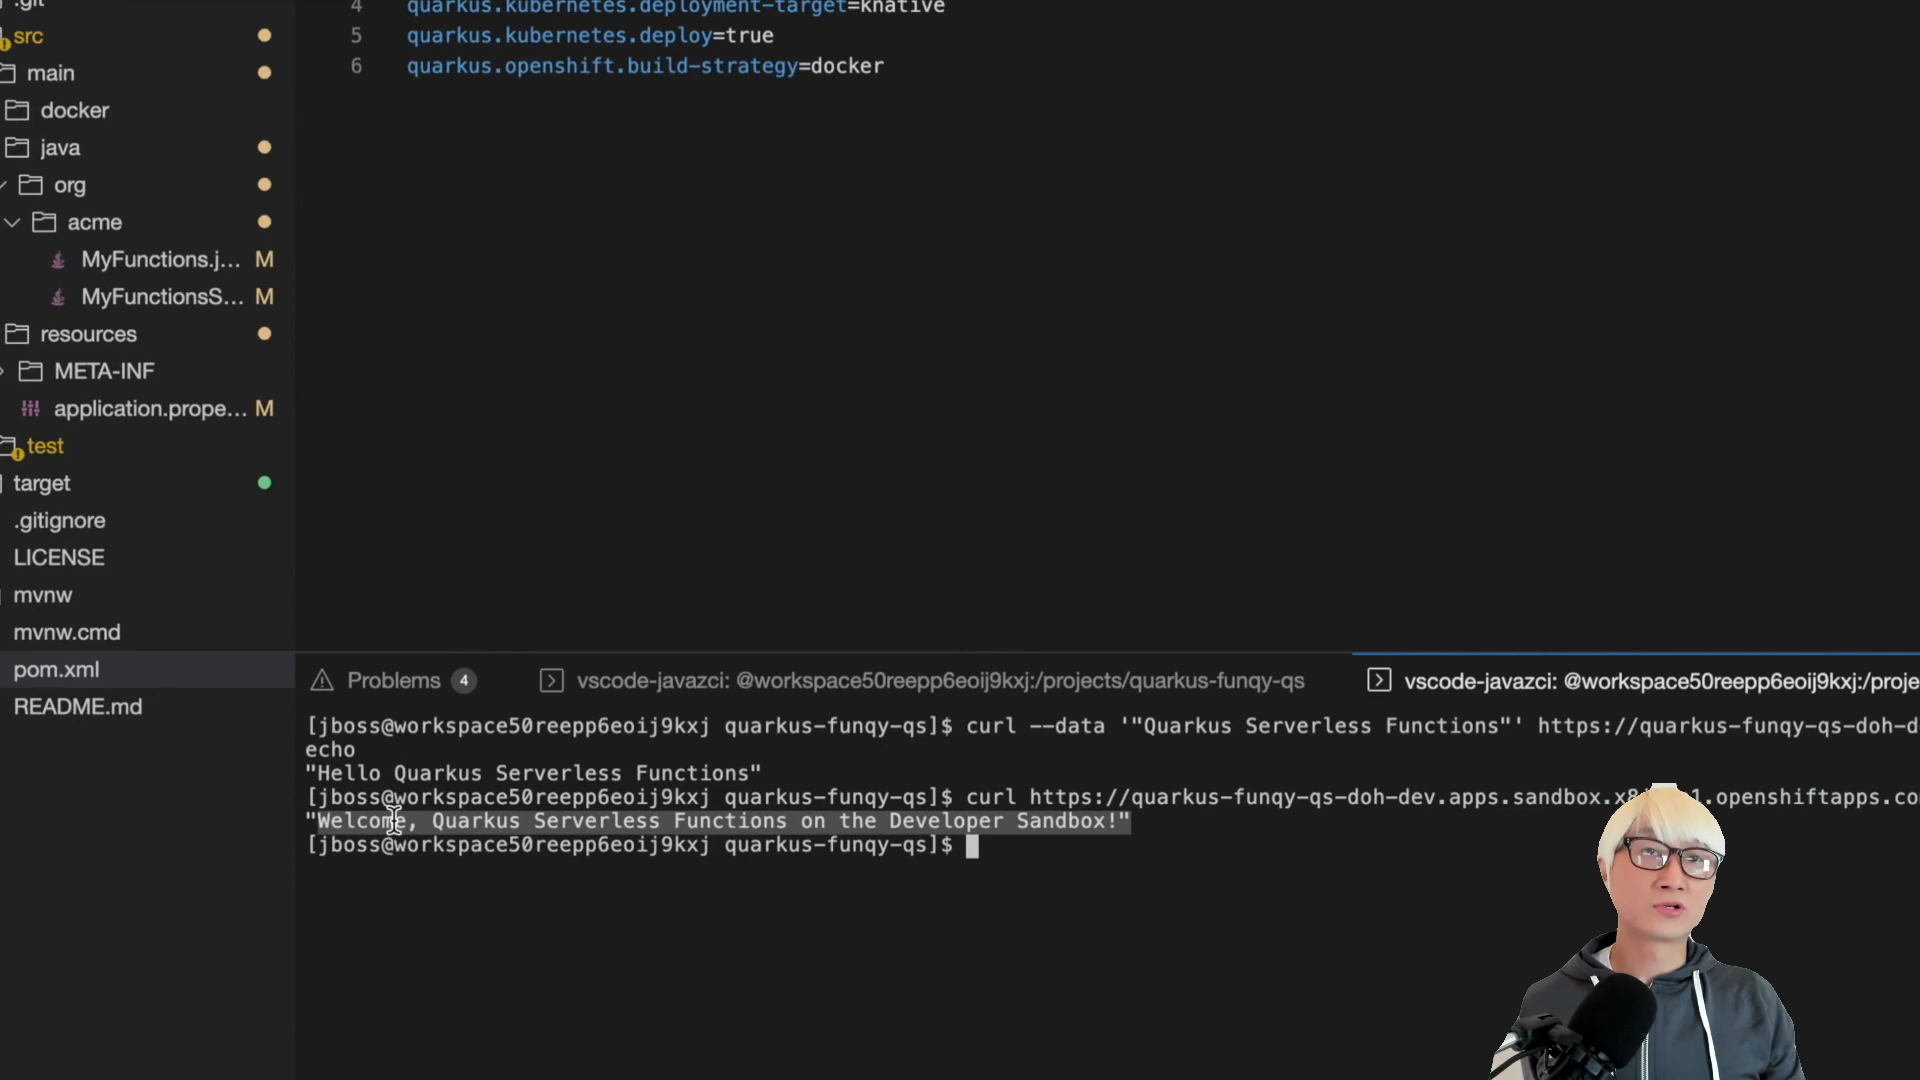 .git
src
main
docker
java
org
acme
MyFunctions.j... M
MyFunctionsS... M
resources
META-INF
application.prope... M
test
target
.gitignore
LICENSE
mvnw
mvnw.cmd
pom.xml
README.md
4 quarkus.kubernetes.deployment-target=knative
5 quarkus.kubernetes.deploy=true
6 quarkus.openshift.build-strategy=docker
Problems 4 vscode-javazci: @workspace50reepp6eoij9kxj:/projects/quarkus-funqy-qs vscode-javazci: @workspace50reepp6eoij9kxj:/proje
[jboss@workspace50reepp6eoij9kxj quarkus-funqy-qs]$ curl --data '"Quarkus Serverless Functions"' https://quarkus-funqy-qs-doh-d
echo
"Hello Quarkus Serverless Functions"
[jboss@workspace50reepp6eoij9kxj quarkus-funqy-qs]$ curl https://quarkus-funqy-qs-doh-dev.apps.sandbox.x8 1.openshiftapps.co
"Welcome, Quarkus Serverless Functions on the Developer Sandbox!"
[jboss@workspace50reepp6eoij9kxj quarkus-funqy-qs]$